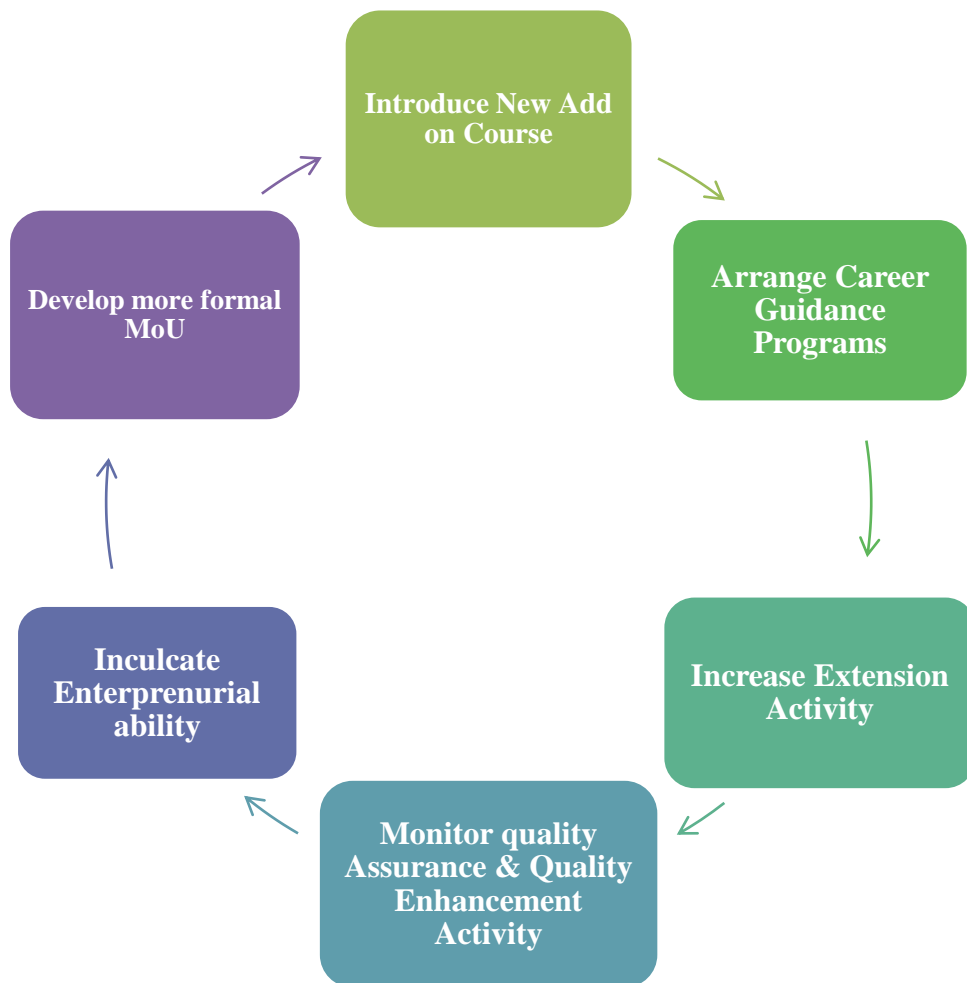 Introduce New Add
on Course
Arrange Career
Guidance
Programs
Increase Extension
Activity
Monitor quality
Assurance & Quality
Enhancement
Activity
Inculcate
Enterprenurial
ability
Develop more formal
MoU